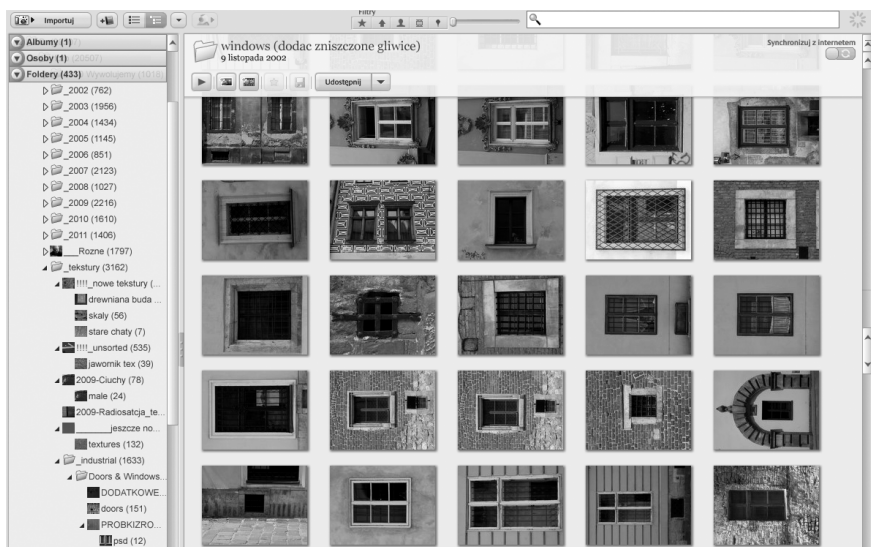 Importuj
Filtry
Albumy (1)
Osoby (1)
Foldery (433)
_2002 (762)
_2003 (1956)
_2004 (1434)
_2005 (1145)
_2006 (851)
_2007 (2123)
_2008 (1027)
_2009 (2216)
_2010 (1610)
_2011 (1406)
___Rozne (1797)
_tekstury (3162)
!!!!_nowe tekstury (...
drewniana buda ...
skaly (56)
stare chaty (7)
!!!!_unsorted (535)
jawornik tex (39)
2009-Ciuchy (78)
male (24)
2009-Radiosatcja_te...
_______jeszcze no...
textures (132)
_industrial (1633)
Doors & Windows...
DODATKOWE...
doors (151)
PROBKIZRO...
psd (12)
windows (dodac zniszczone gliwice)
9 listopada 2002
Synchronizuj z internetem
Udostępnij